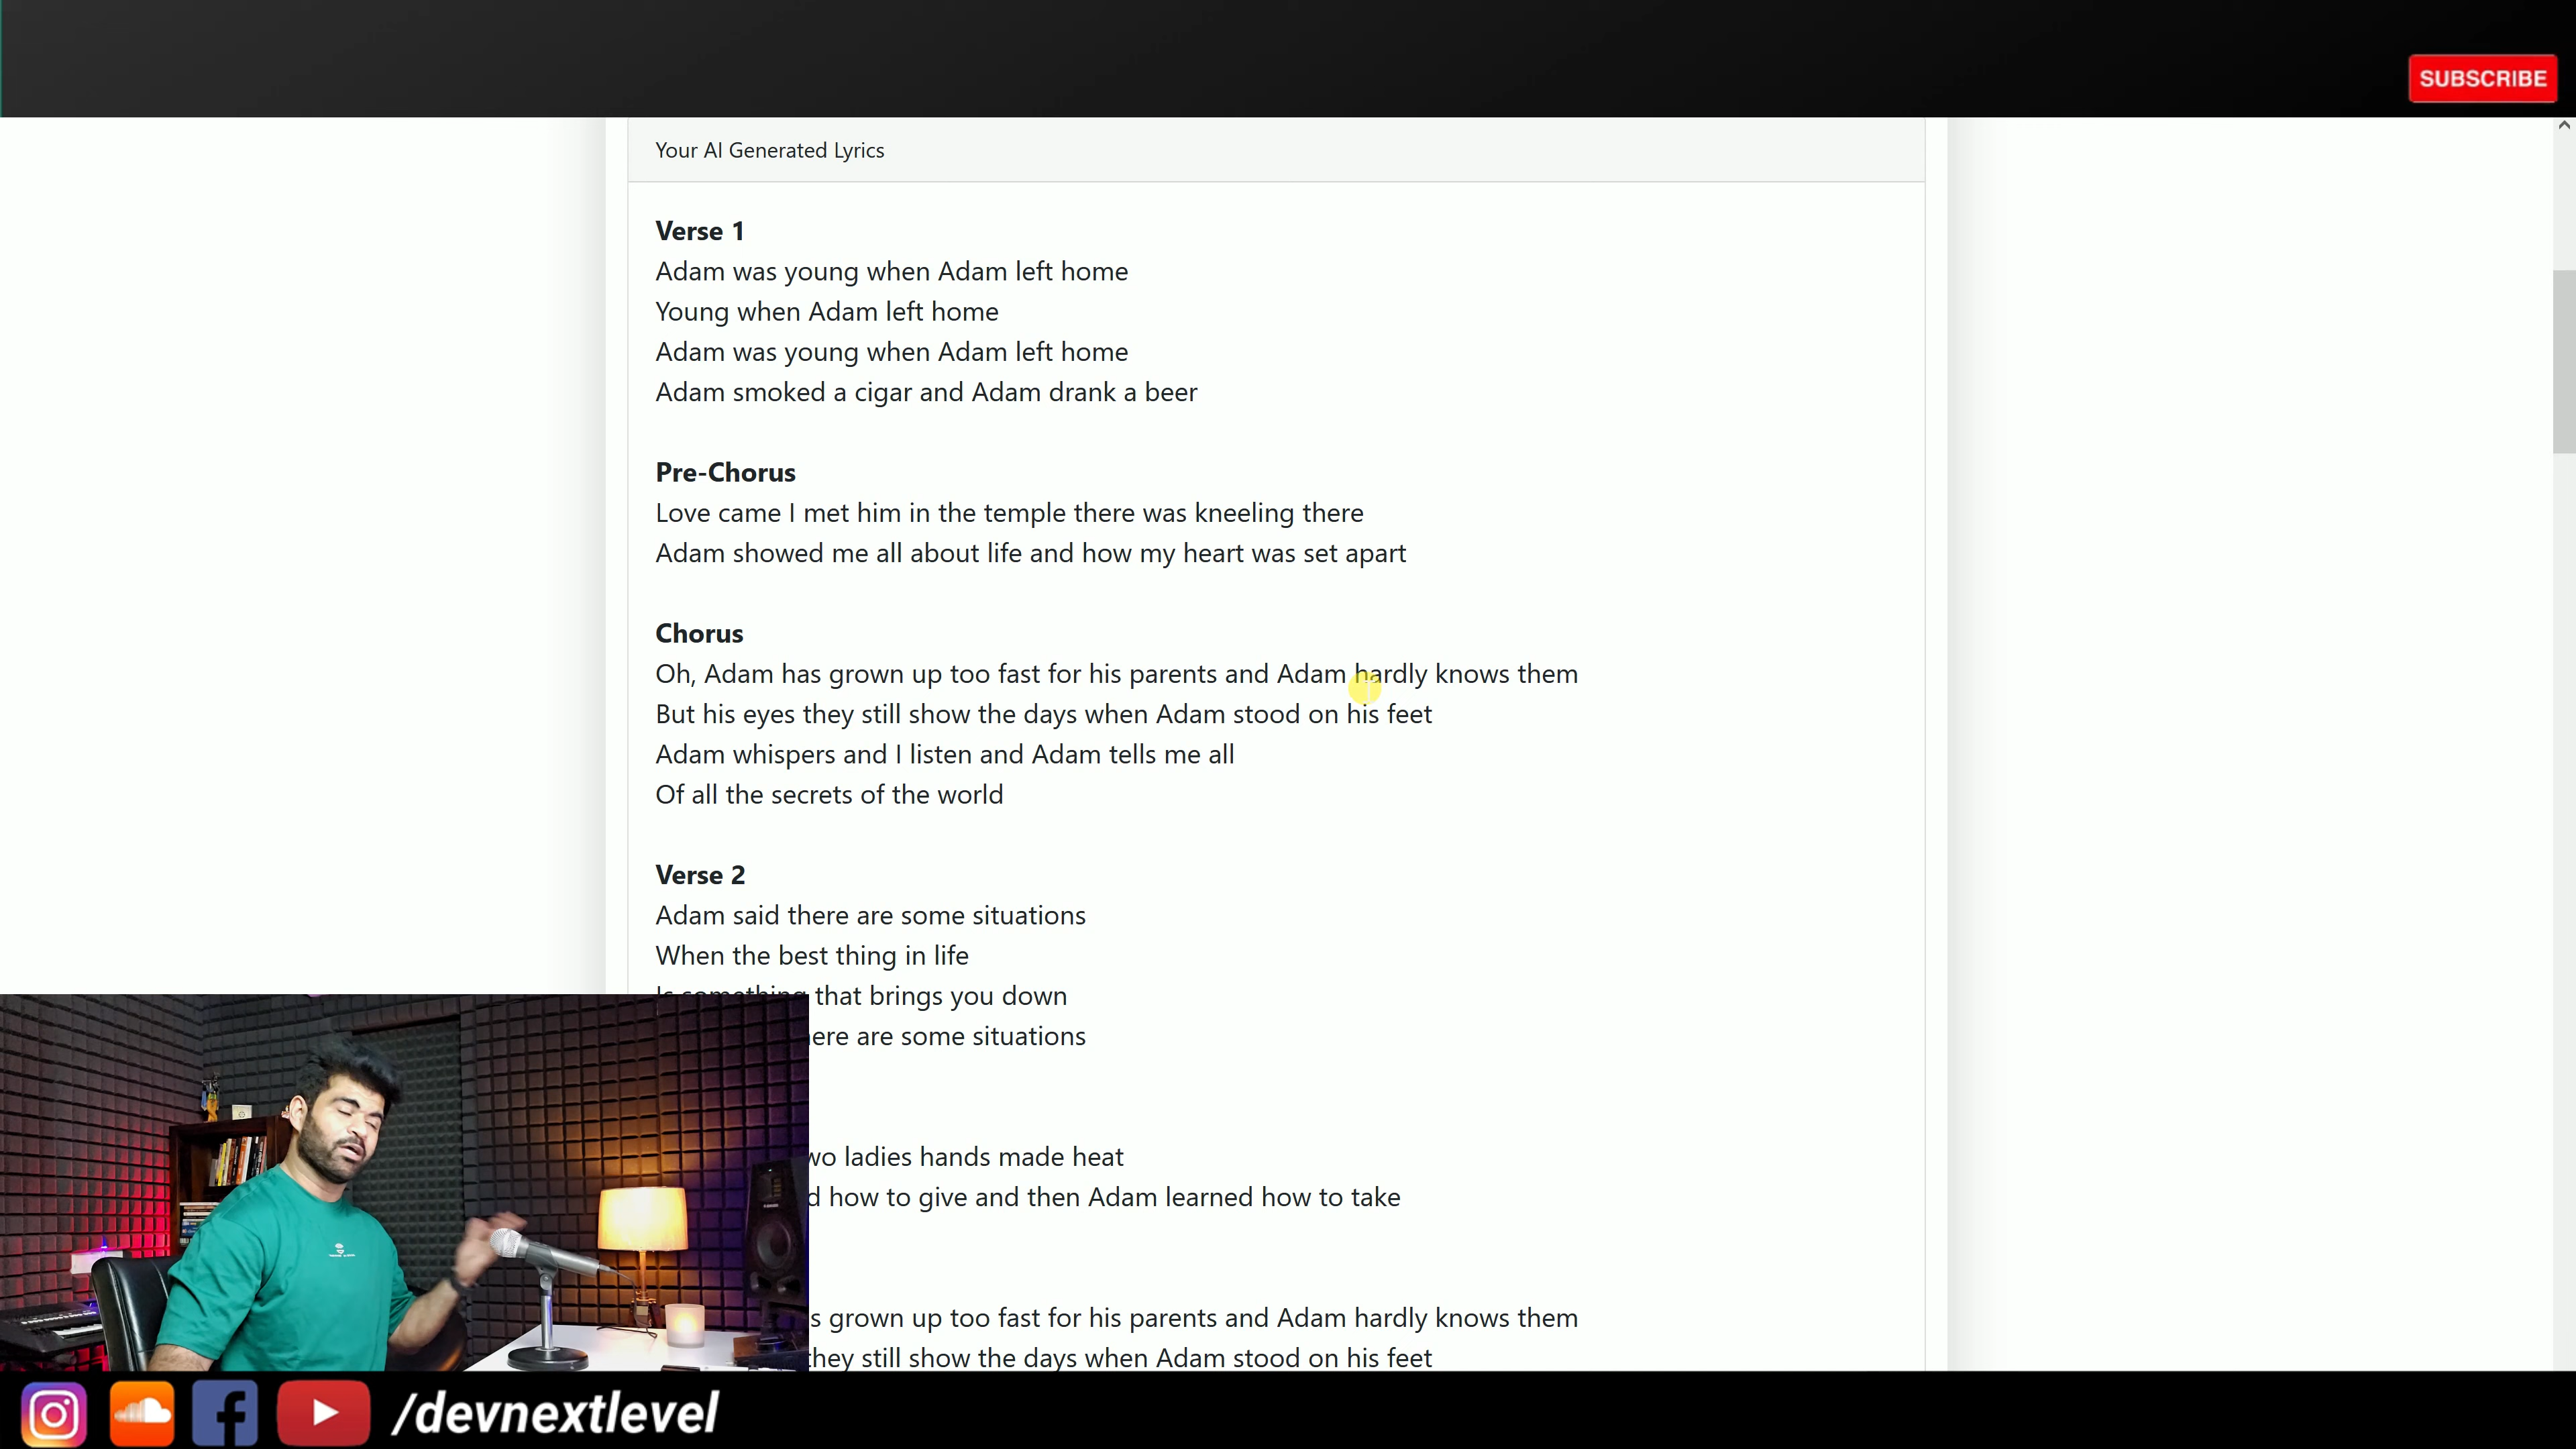 SUBSCRIBE
Your AI Generated Lyrics
Verse 1
Adam was young when Adam left home
Young when Adam left home
Adam was young when Adam left home
Adam smoked a cigar and Adam drank a beer
Pre-Chorus
Love came I met him in the temple there was kneeling there
Adam showed me all about life and how my heart was set apart
Chorus
Oh, Adam has grown up too fast for his parents and Adam hardly knows them
But his eyes they still show the days when Adam stood on his feet
Adam whispers and I listen and Adam tells me all
Of all the secrets of the world
Verse 2
Adam said there are some situations
When the best thing in life
Is something that brings you down
are some situations
ladies hands made heat
how to give and then Adam learned how to take
grown up too fast for his parents and Adam hardly knows them
they still show the days when Adam stood on his feet
/devnextlevel